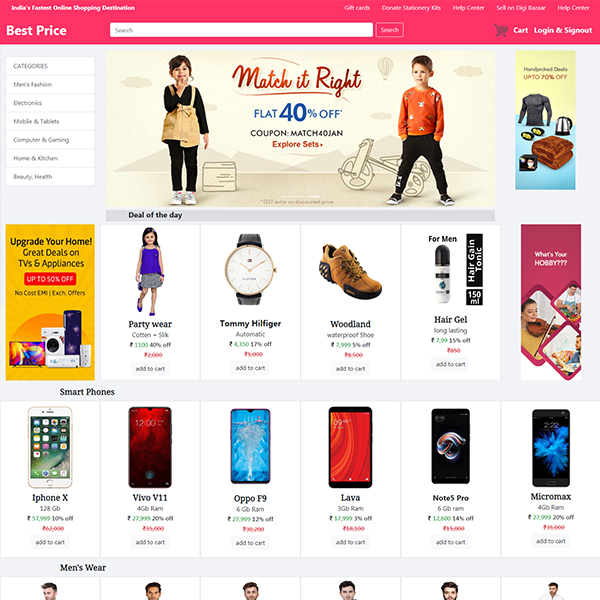 India's Fastest Online Shopping Destination
Gift cards
Donate Stationery Kits
Help Center
Sell on Digi Bazaar
Help Center
Best Price
Search
Search
Cart
Login & Signout
CATEGORIES
Men's Fashion
Electronics
Mobile & Tablets
Computer & Gaming
Home & Kitchen
Beauty, Health
Match it Right
FLAT 40% OFF*
COUPON: MATCH40JAN
Explore Sets
*GST extra on discounted price
Handpicked Deals
UPTO 70% OFF
Deal of the day
Upgrade Your Home!
Great Deals on
TVs & Appliances
UP TO 50% OFF
No Cost EMI | Exch. Offers
Party wear
Cotten + Silk
₹ 1100 40% off
₹2,000
add to cart
TOMMY HILFIGER
Tommy Hilfiger
Automatic
₹ 4,350 17% off
₹5,000
add to cart
Woodland
waterproof Shoe
₹ 7,999 5% off
₹8,500
add to cart
For Men
Hair Gain
Tonic
150
ml
Hair Gel
long lasting
₹ 7,99 15% off
₹850
add to cart
What's Your
HOBBY???
Smart Phones
Iphone X
128 Gb
₹ 57,999 10% off
₹62,000
add to cart
Vivo V11
4Gb Ram
₹ 27,999 20% off
₹35,000
add to cart
Oppo F9
6 Gb Ram
₹ 27,999 12% off
₹30,200
add to cart
Lava
3Gb Ram
₹ 17,999 3% off
₹18,100
add to cart
Note5 Pro
6 Gb ram
₹ 12,600 14% off
₹15,000
add to cart
Micromax
4Gb Ram
₹ 27,999 20% off
₹35,000
add to cart
Men's Wear